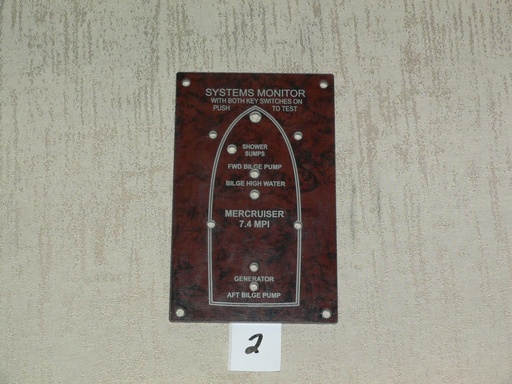 SYSTEMS MONITOR
WITH BOTH KEY SWITCHES ON
PUSH TO TEST
SHOWER
SUMPS
FWD BILGE PUMP
BILGE HIGH WATER
MERCRUISER
7.4 MPI
GENERATOR
AFT BILGE PUMP
2